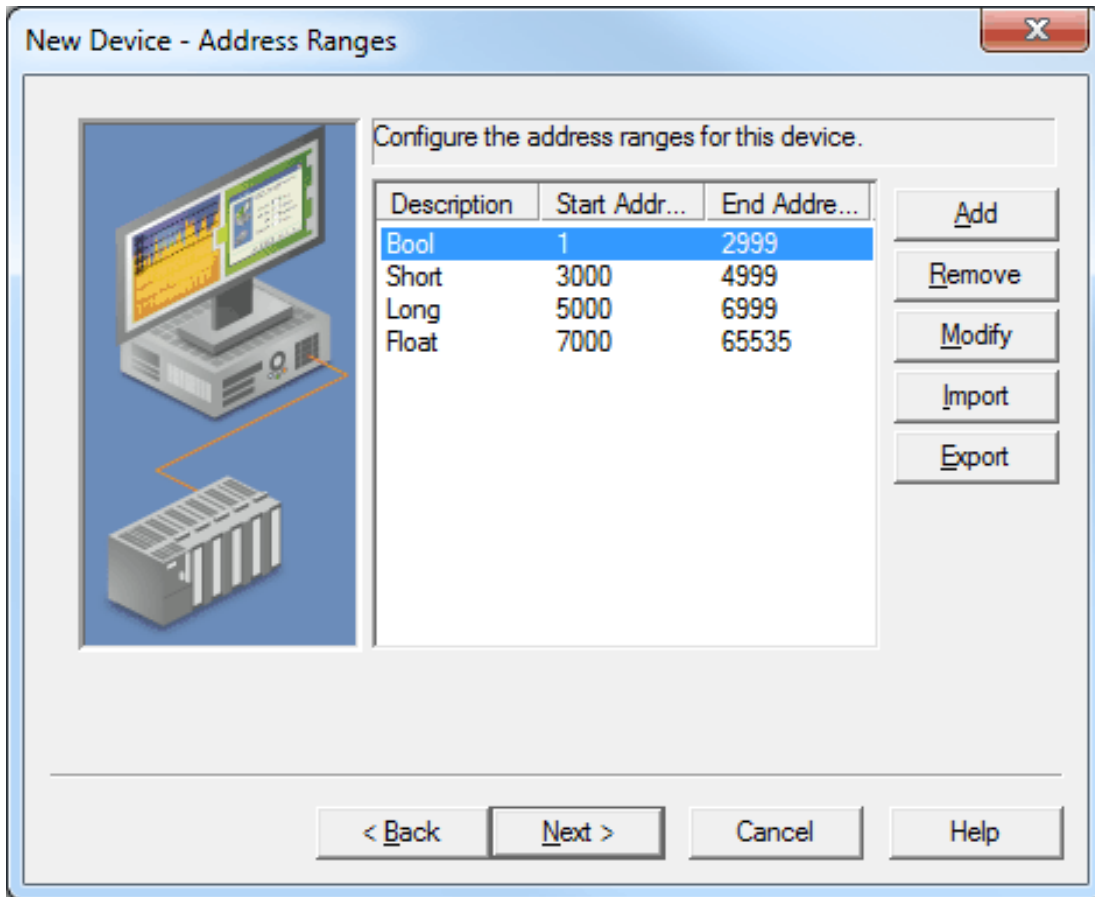 New Device - Address Ranges
Configure the address ranges for this device.
Description Start Addr... End Addre...
Bool 1 2999
Short 3000 4999
Long 5000 6999
Float 7000 65535
Add
Remove
Modify
Import
Export
< Back Next > Cancel Help